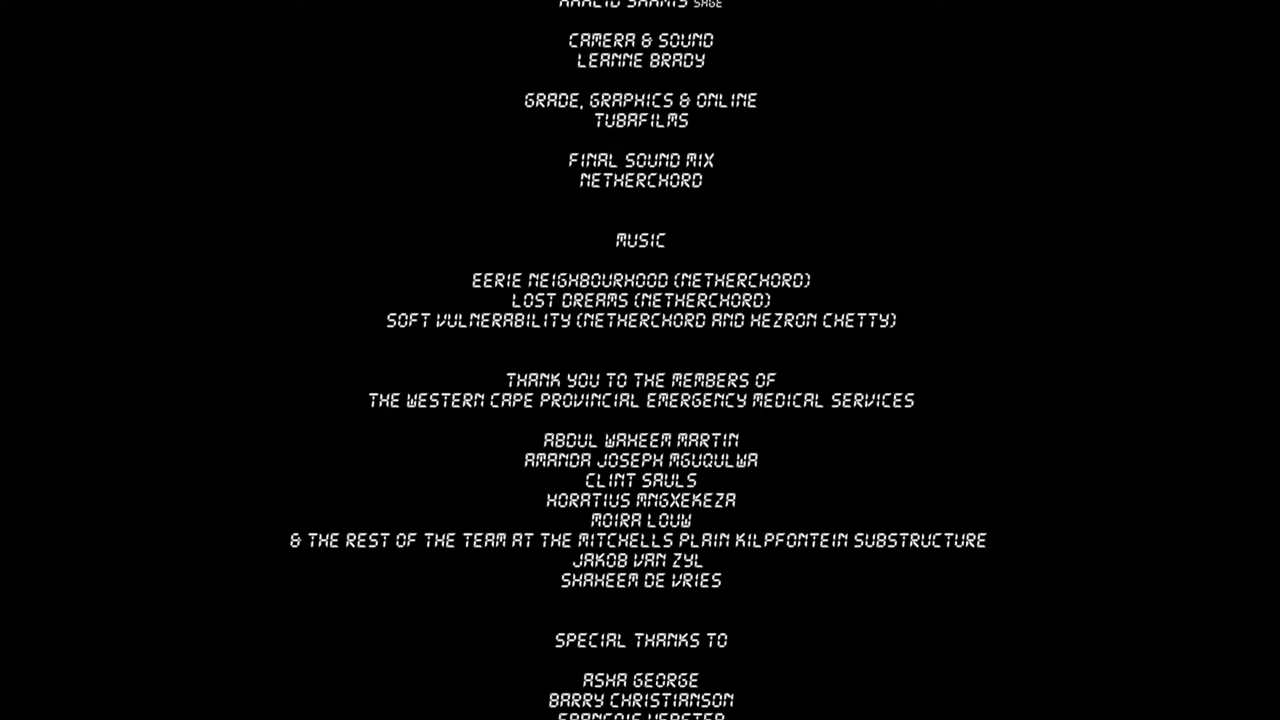 KHALID SHAMIS SAGE
CAMERA & SOUND
LEANNE BRADY
GRADE, GRAPHICS & ONLINE
TUBAFILMS
FINAL SOUND MIX
NETHERCHORD
MUSIC
EERIE NEIGHBOURHOOD (NETHERCHORD)
LOST DREAMS (NETHERCHORD)
SOFT VULNERABILITY (NETHERCHORD AND HEZRON CHETTY)
THANK YOU TO THE MEMBERS OF
THE WESTERN CAPE PROVINCIAL EMERGENCY MEDICAL SERVICES
ABDUL WAHEEM MARTIN
AMANDA JOSEPH MGUQULWA
CLINT SAULS
HORATIUS MNGXEKEZA
MOIRA LOUW
& THE REST OF THE TEAM AT THE MITCHELLS PLAIN KILPFONTEIN SUBSTRUCTURE
JAKOB VAN ZYL
SHAHEEM DE VRIES
SPECIAL THANKS TO
ASHA GEORGE
BARRY CHRISTIANSON